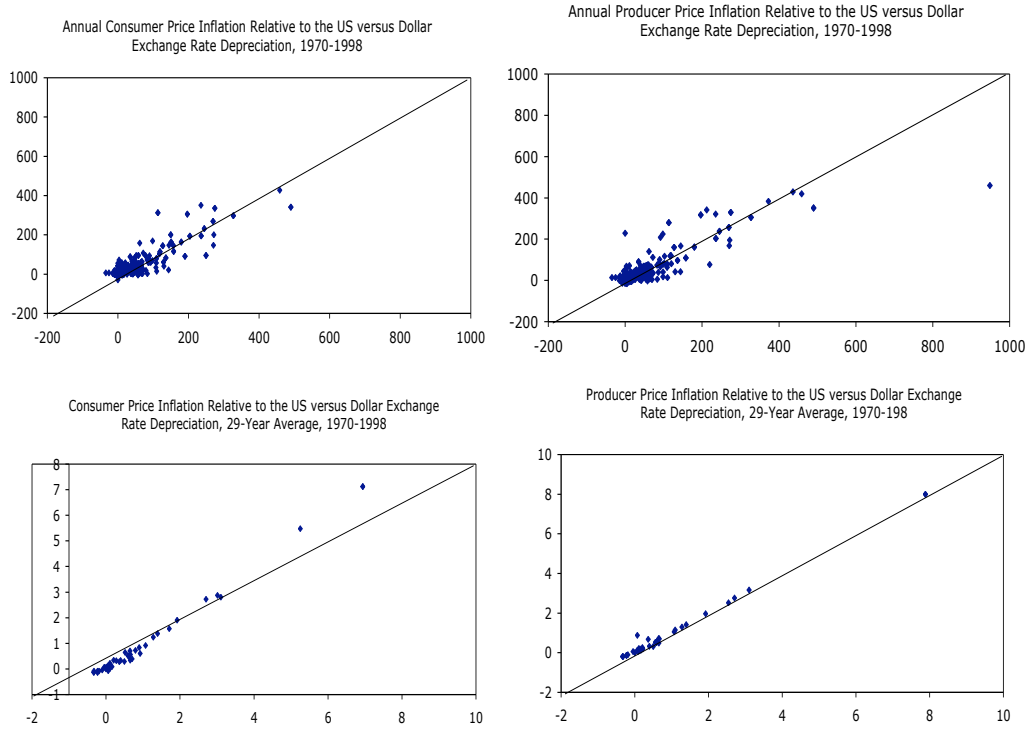 Annual Consumer Price Inflation Relative to the US versus Dollar
Exchange Rate Depreciation, 1970-1998
1000
800
600
400
200
0
-200
-200 0 200 400 600 800 1000
Annual Producer Price Inflation Relative to the US versus Dollar
Exchange Rate Depreciation, 1970-1998
1000
800
600
400
200
0
-200
-200 0 200 400 600 800 1000
Consumer Price Inflation Relative to the US versus Dollar Exchange
Rate Depreciation, 29-Year Average, 1970-1998
8
7
6
5
4
3
2
1
0
-1
-2 0 2 4 6 8 10
Producer Price Inflation Relative to the US versus Dollar Exchange
Rate Depreciation, 29-Year Average, 1970-198
10
8
6
4
2
0
-2
-2 0 2 4 6 8 10